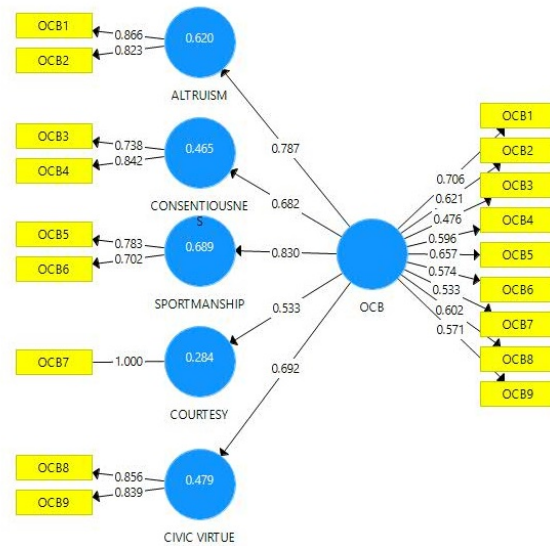 OCB1
0.866
0.823
OCB2
0.620
ALTRUISM
0.787
OCB3
0.738
0.842
OCB4
0.465
CONSENTIOUSNE
S
0.682
OCB5
0.783
0.702
OCB6
0.689
SPORTMANSHIP
0.830
OCB7
1.000
0.284
COURTESY
0.533
OCB8
0.856
0.839
OCB9
0.479
CIVIC VIRTUE
0.692
OCB
0.706
0.621
0.476
0.596
0.657
0.574
0.533
0.602
0.571
OCB1
OCB2
OCB3
OCB4
OCB5
OCB6
OCB7
OCB8
OCB9